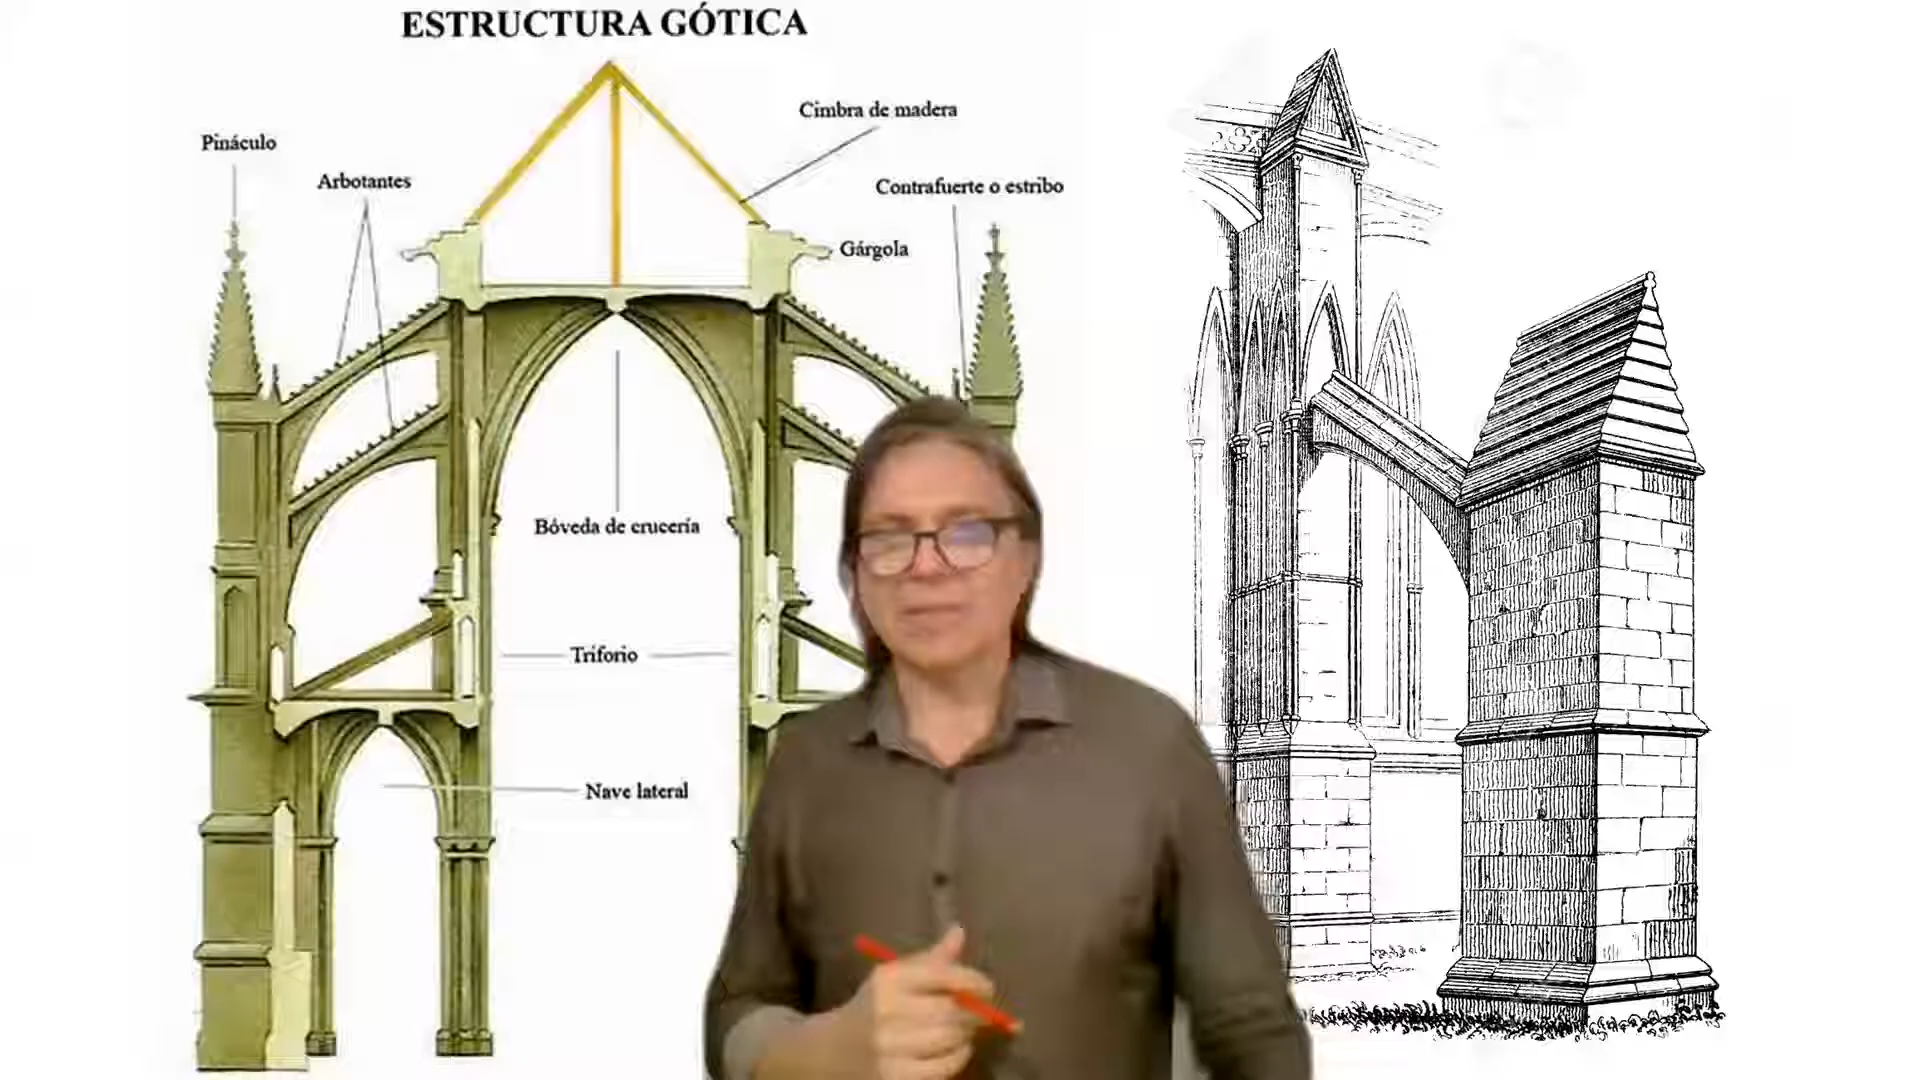 ESTRUCTURA GÓTICA
Cimbra de madera
Pináculo
Arbotantes
Contrafuerte o estribo
Gárgola
Bóveda de crucería
Triforio
Nave lateral